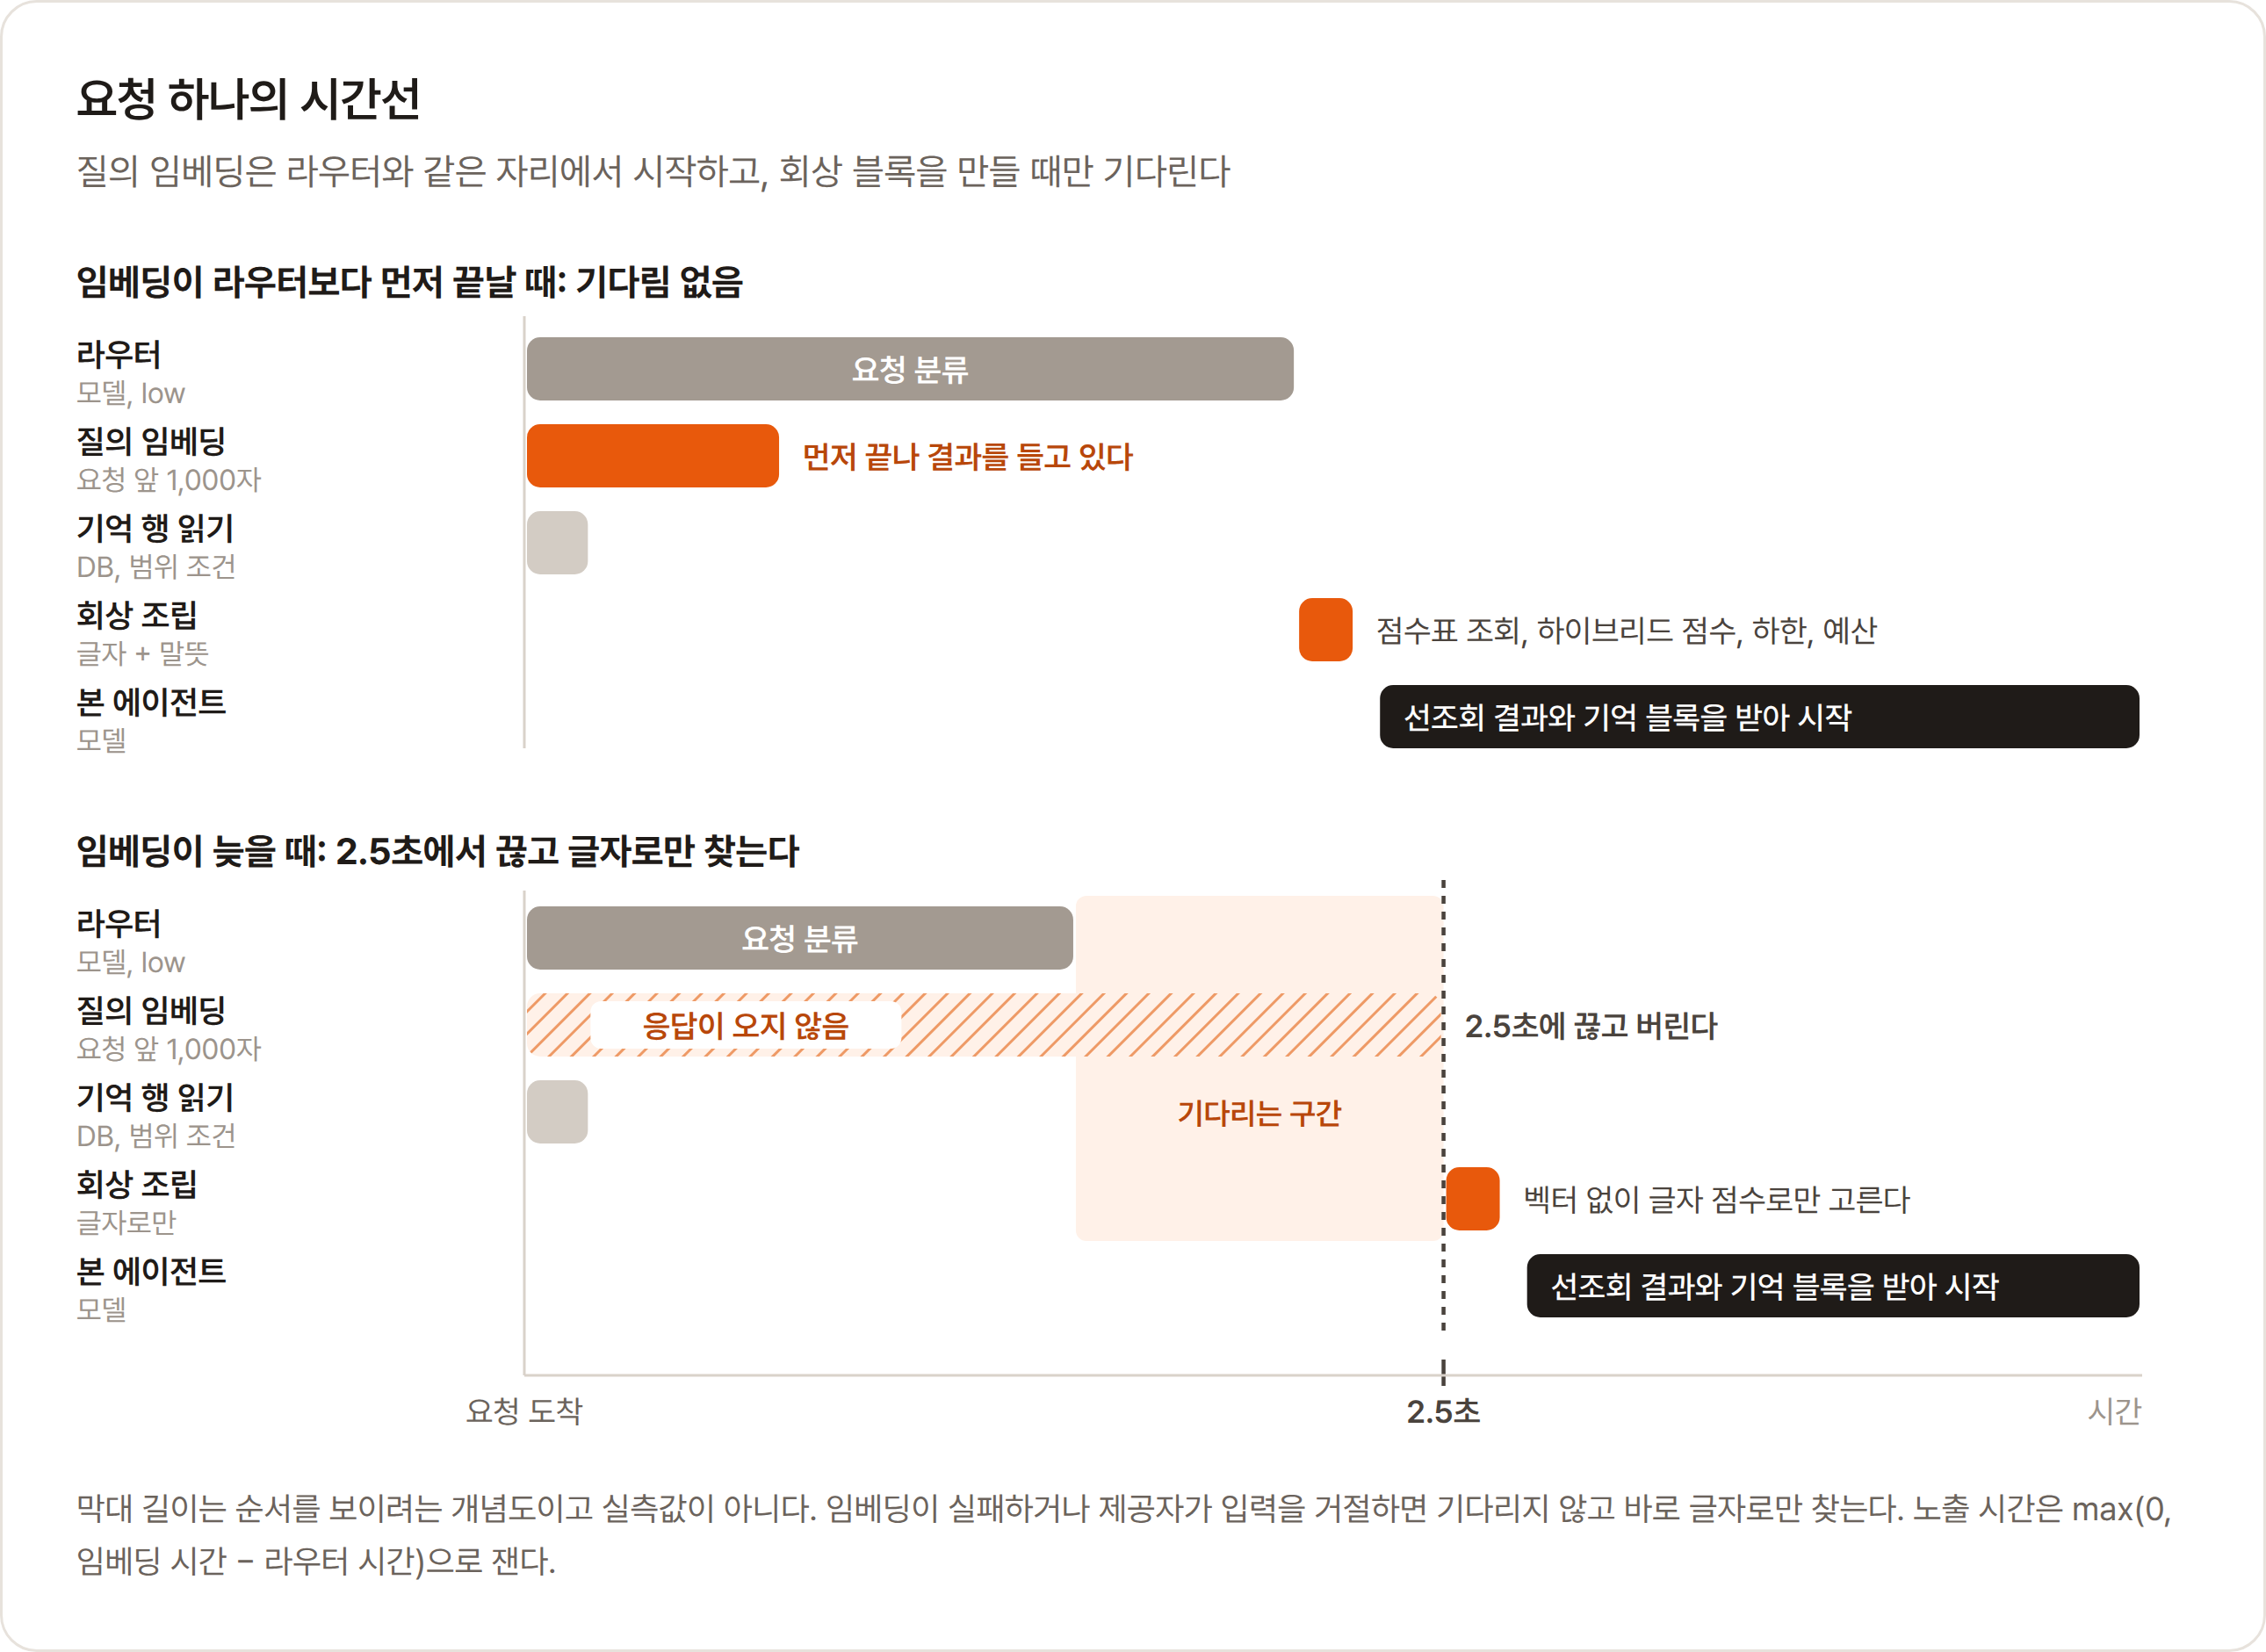 요청 하나의 시간선
질의 임베딩은 라우터와 같은 자리에서 시작하고, 회상 블록을 만들 때만 기다린다
임베딩이 라우터보다 먼저 끝날 때: 기다림 없음
라우터
모델, low
요청 분류
질의 임베딩
요청 앞 1,000자
먼저 끝나 결과를 들고 있다
기억 행 읽기
DB, 범위 조건
회상 조립
글자 + 말뜻
점수표 조회, 하이브리드 점수, 하한, 예산
본 에이전트
모델
선조회 결과와 기억 블록을 받아 시작
임베딩이 늦을 때: 2.5초에서 끊고 글자로만 찾는다
라우터
모델, low
요청 분류
질의 임베딩
요청 앞 1,000자
응답이 오지 않음
2.5초에 끊고 버린다
기억 행 읽기
DB, 범위 조건
기다리는 구간
회상 조립
글자로만
벡터 없이 글자 점수로만 고른다
본 에이전트
모델
선조회 결과와 기억 블록을 받아 시작
요청 도착
2.5초
시간
막대 길이는 순서를 보이려는 개념도이고 실측값이 아니다. 임베딩이 실패하거나 제공자가 입력을 거절하면 기다리지 않고 바로 글자로만 찾는다. 노출 시간은 max(0,
임베딩 시간 − 라우터 시간)으로 잰다.